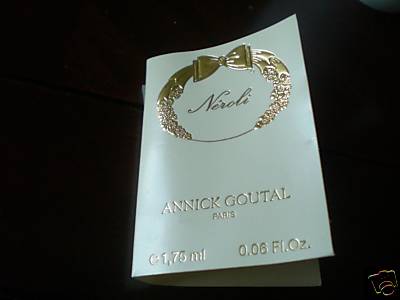 Néroli
ANNICK GOUTAL
PARIS
e 1,75 ml 0.06 Fl.Oz.